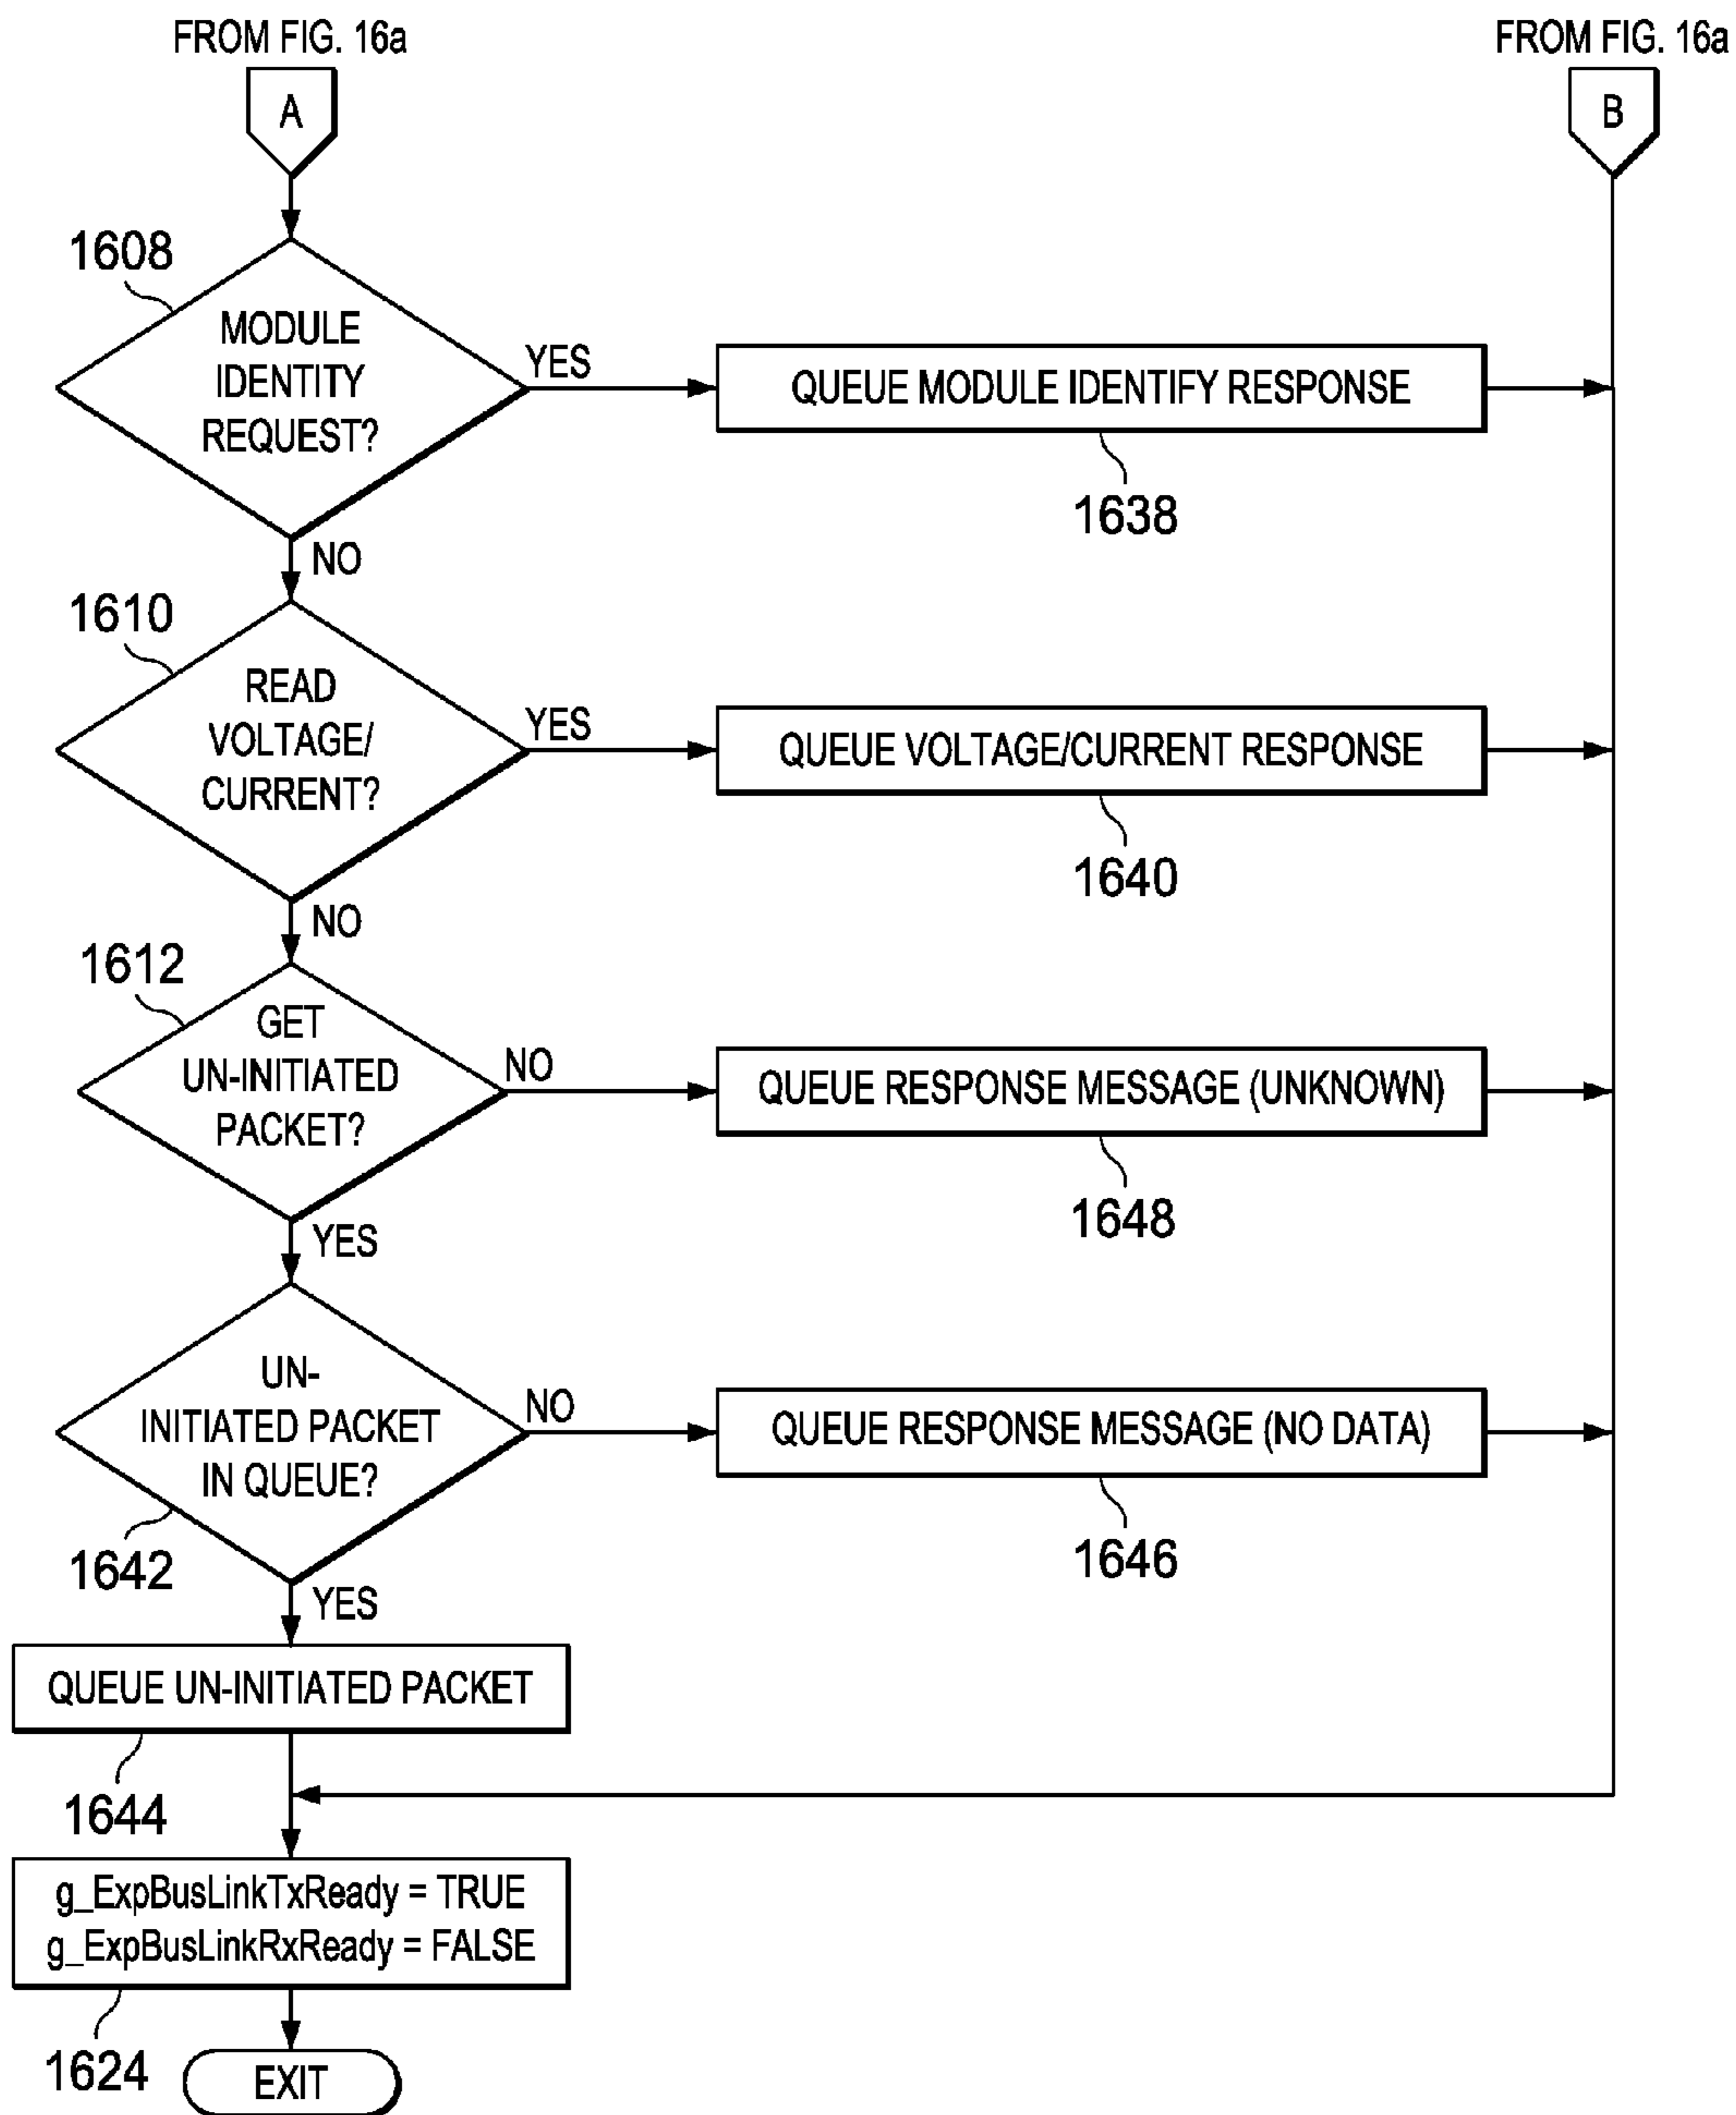 FROM FIG. 16a
FROM FIG. 16a
A
B
1608
MODULE
IDENTITY
REQUEST?
YES
QUEUE MODULE IDENTIFY RESPONSE
1638
NO
1610
READ
VOLTAGE/
CURRENT?
YES
QUEUE VOLTAGE/CURRENT RESPONSE
1640
NO
1612
GET
UN-INITIATED
PACKET?
NO
QUEUE RESPONSE MESSAGE (UNKNOWN)
1648
YES
UN-
INITIATED PACKET
IN QUEUE?
NO
QUEUE RESPONSE MESSAGE (NO DATA)
1646
1642
YES
QUEUE UN-INITIATED PACKET
1644
g_ExpBusLinkTxReady = TRUE
g_ExpBusLinkRxReady = FALSE
1624
EXIT